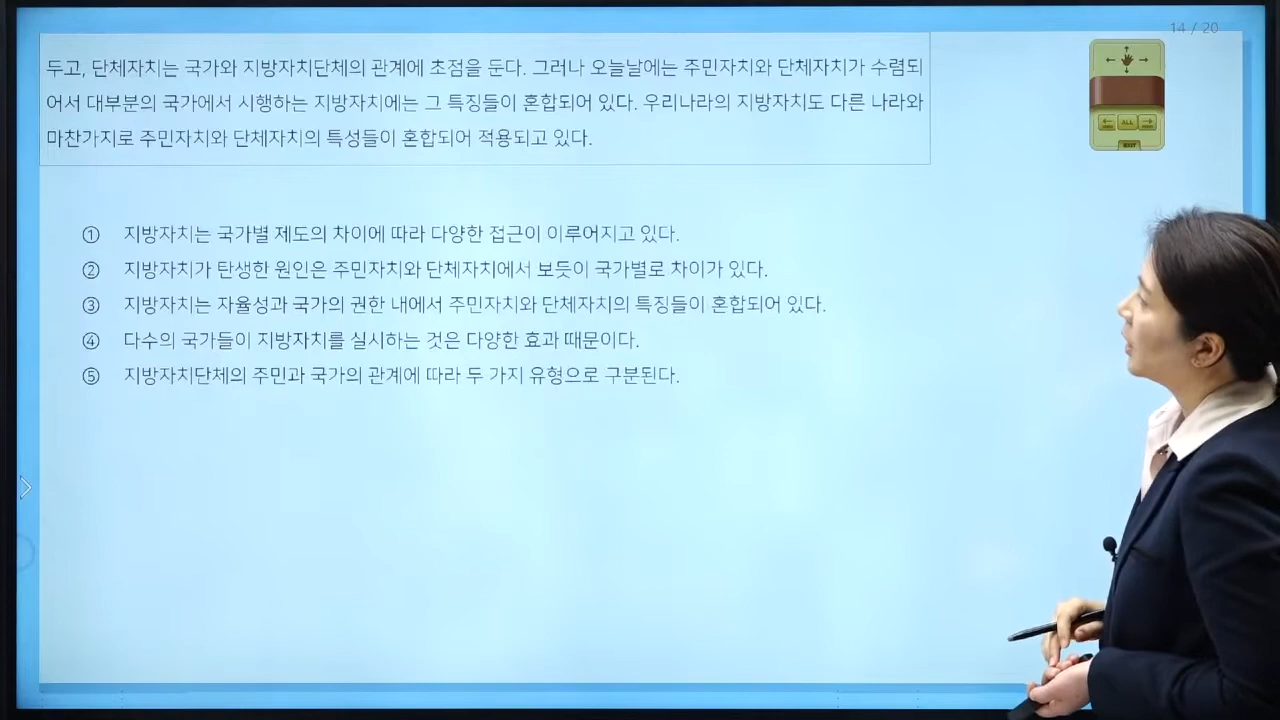 14 / 20
두고, 단체자치는 국가와 지방자치단체의 관계에 초점을 둔다. 그러나 오늘날에는 주민자치와 단체자치가 수렴되
어서 대부분의 국가에서 시행하는 지방자치에는 그 특징들이 혼합되어 있다. 우리나라의 지방자치도 다른 나라와
마찬가지로 주민자치와 단체자치의 특성들이 혼합되어 적용되고 있다.
① 지방자치는 국가별 제도의 차이에 따라 다양한 접근이 이루어지고 있다.
② 지방자치가 탄생한 원인은 주민자치와 단체자치에서 보듯이 국가별로 차이가 있다.
③ 지방자치는 자율성과 국가의 권한 내에서 주민자치와 단체자치의 특징들이 혼합되어 있다.
④ 다수의 국가들이 지방자치를 실시하는 것은 다양한 효과 때문이다.
⑤ 지방자치단체의 주민과 국가의 관계에 따라 두 가지 유형으로 구분된다.
ALL
EXIT